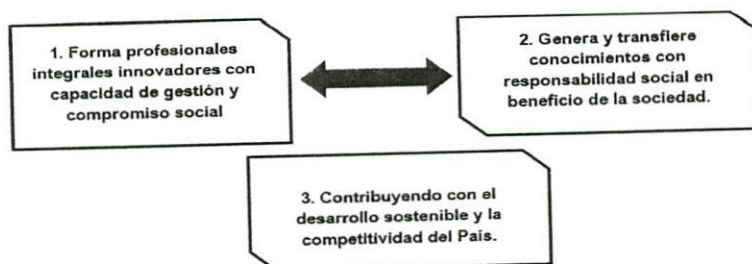 1. Forma profesionales
integrales innovadores con
capacidad de gestión y
compromiso social
2. Genera y transfiere
conocimientos con
responsabilidad social en
beneficio de la sociedad.
3. Contribuyendo con el
desarrollo sostenible y la
competitividad del País.